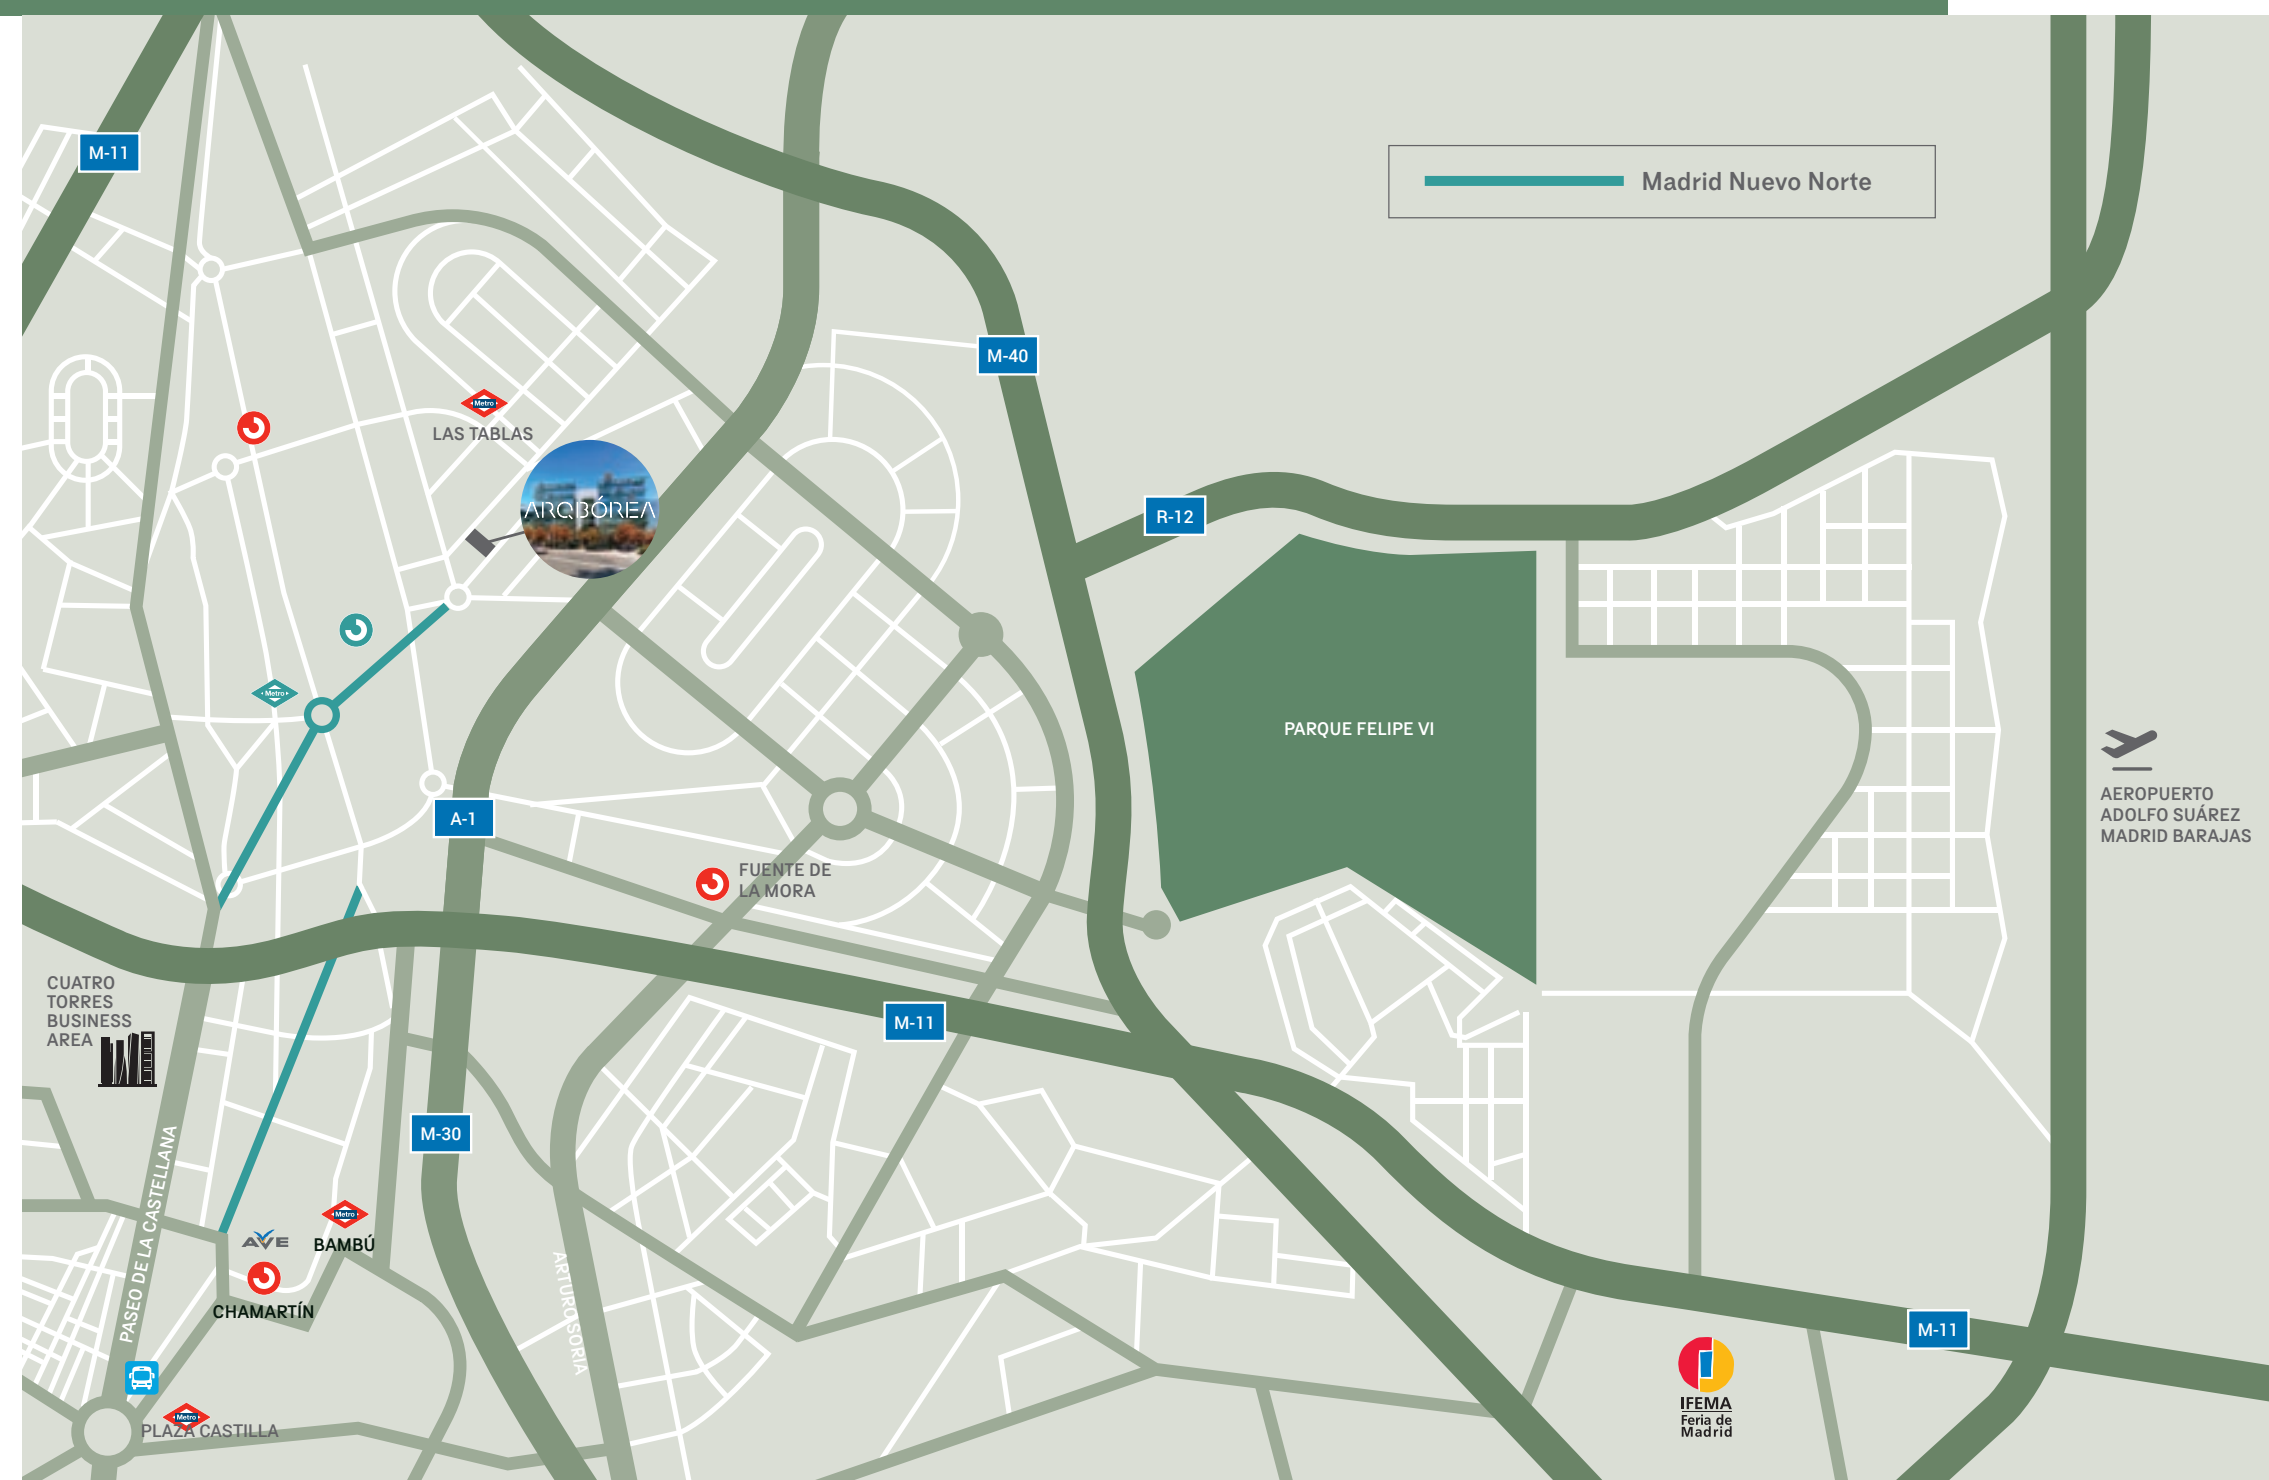 M-11
Madrid Nuevo Norte
M-40
Metro
LAS TABLAS
ARQBÓREA
R-12
Metro
PARQUE FELIPE VI
AEROPUERTO
ADOLFO SUÁREZ
MADRID BARAJAS
A-1
FUENTE DE
LA MORA
CUATRO
TORRES
BUSINESS
AREA
M-11
M-30
PASEO DE LA CASTELLANA
Metro
AVE
BAMBÚ
CHAMARTÍN
ARTURO SORIA
M-11
IFEMA
Feria de
Madrid
Metro
PLAZA CASTILLA